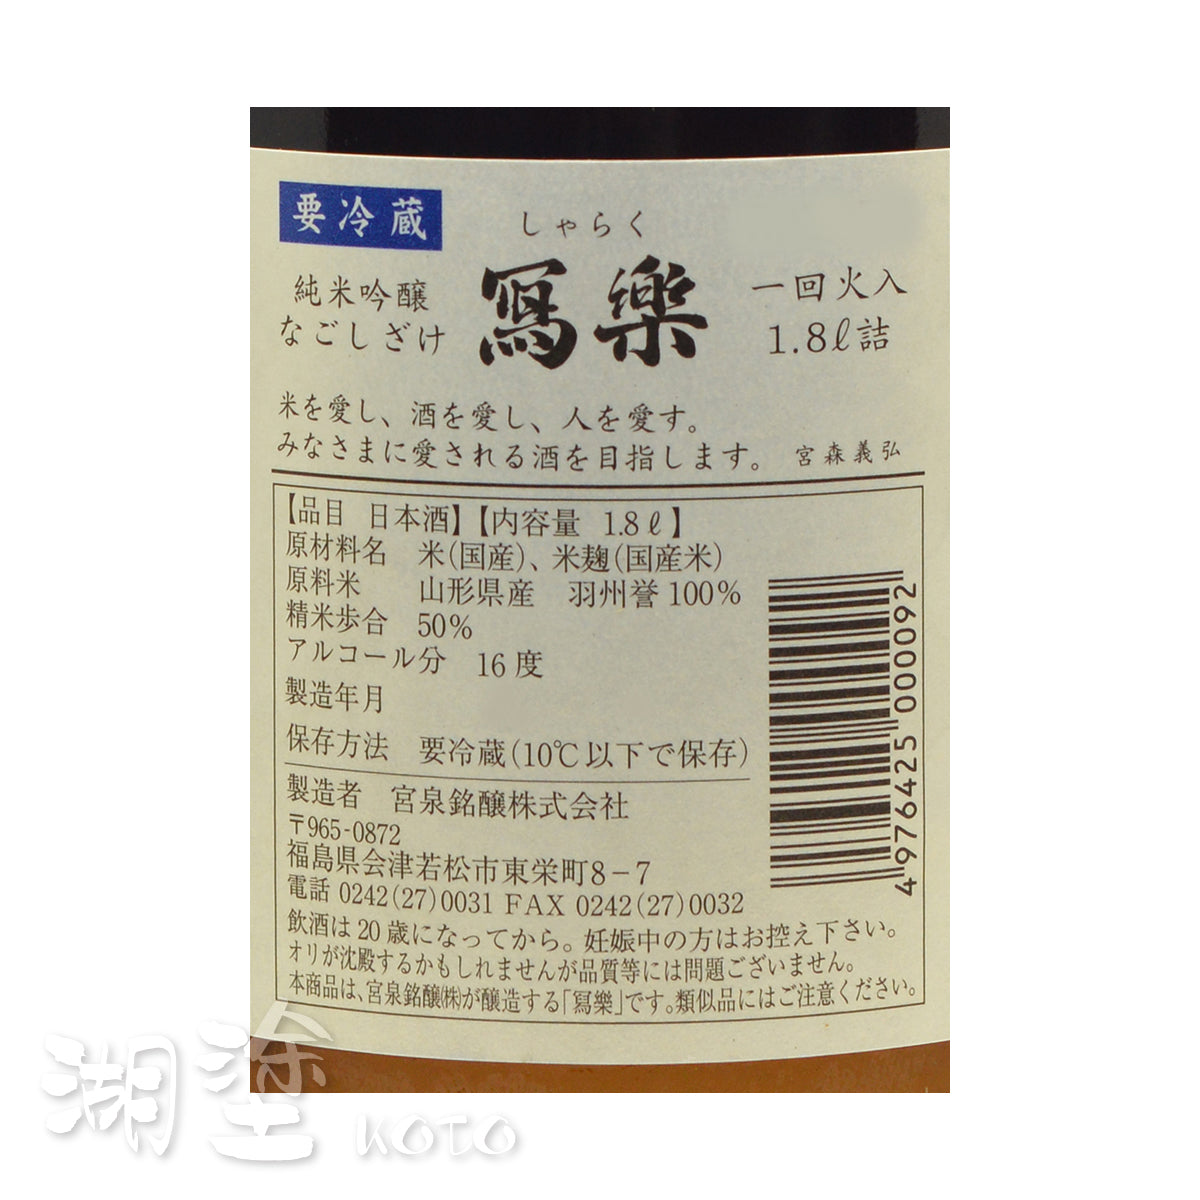 要冷蔵
しゃらく
純米吟醸
なごしざけ
寫樂
一回火入
1.8ℓ詰
米を愛し、酒を愛し、人を愛す。
みなさまに愛される酒を目指します。 宮森義弘
【品目 日本酒】【内容量 1.8ℓ】
原材料名 米(国産)、米麹(国産米)
原料米 山形県産 羽州誉100%
精米歩合 50%
アルコール分 16度
製造年月
保存方法 要冷蔵(10℃以下で保存)
製造者 宮泉銘醸株式会社
〒965-0872
福島県会津若松市東栄町8-7
電話 0242(27)0031 FAX 0242(27)0032
飲酒は20歳になってから。妊娠中の方はお控え下さい。
オリが沈殿するかもしれませんが品質等には問題ございません。
本商品は、宮泉銘醸㈱が醸造する「寫樂」です。類似品にはご注意ください。
4976425 000092
湖塗 KOTO